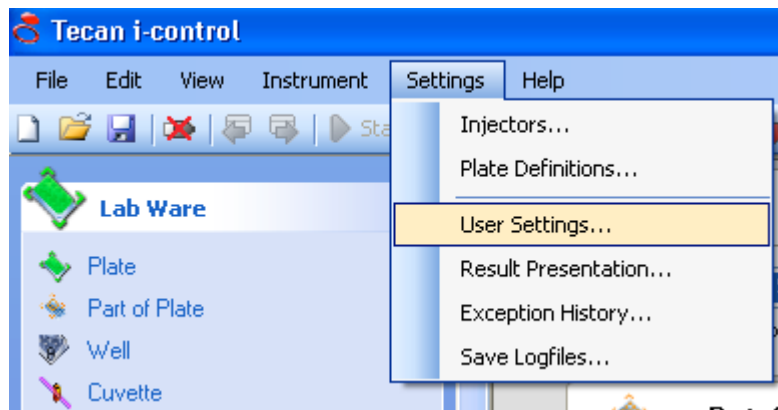 Tecan i-control
File Edit View Instrument Settings Help
Injectors...
Plate Definitions...
User Settings...
Result Presentation...
Exception History...
Save Logfiles...
Lab Ware
Plate
Part of Plate
Well
Cuvette